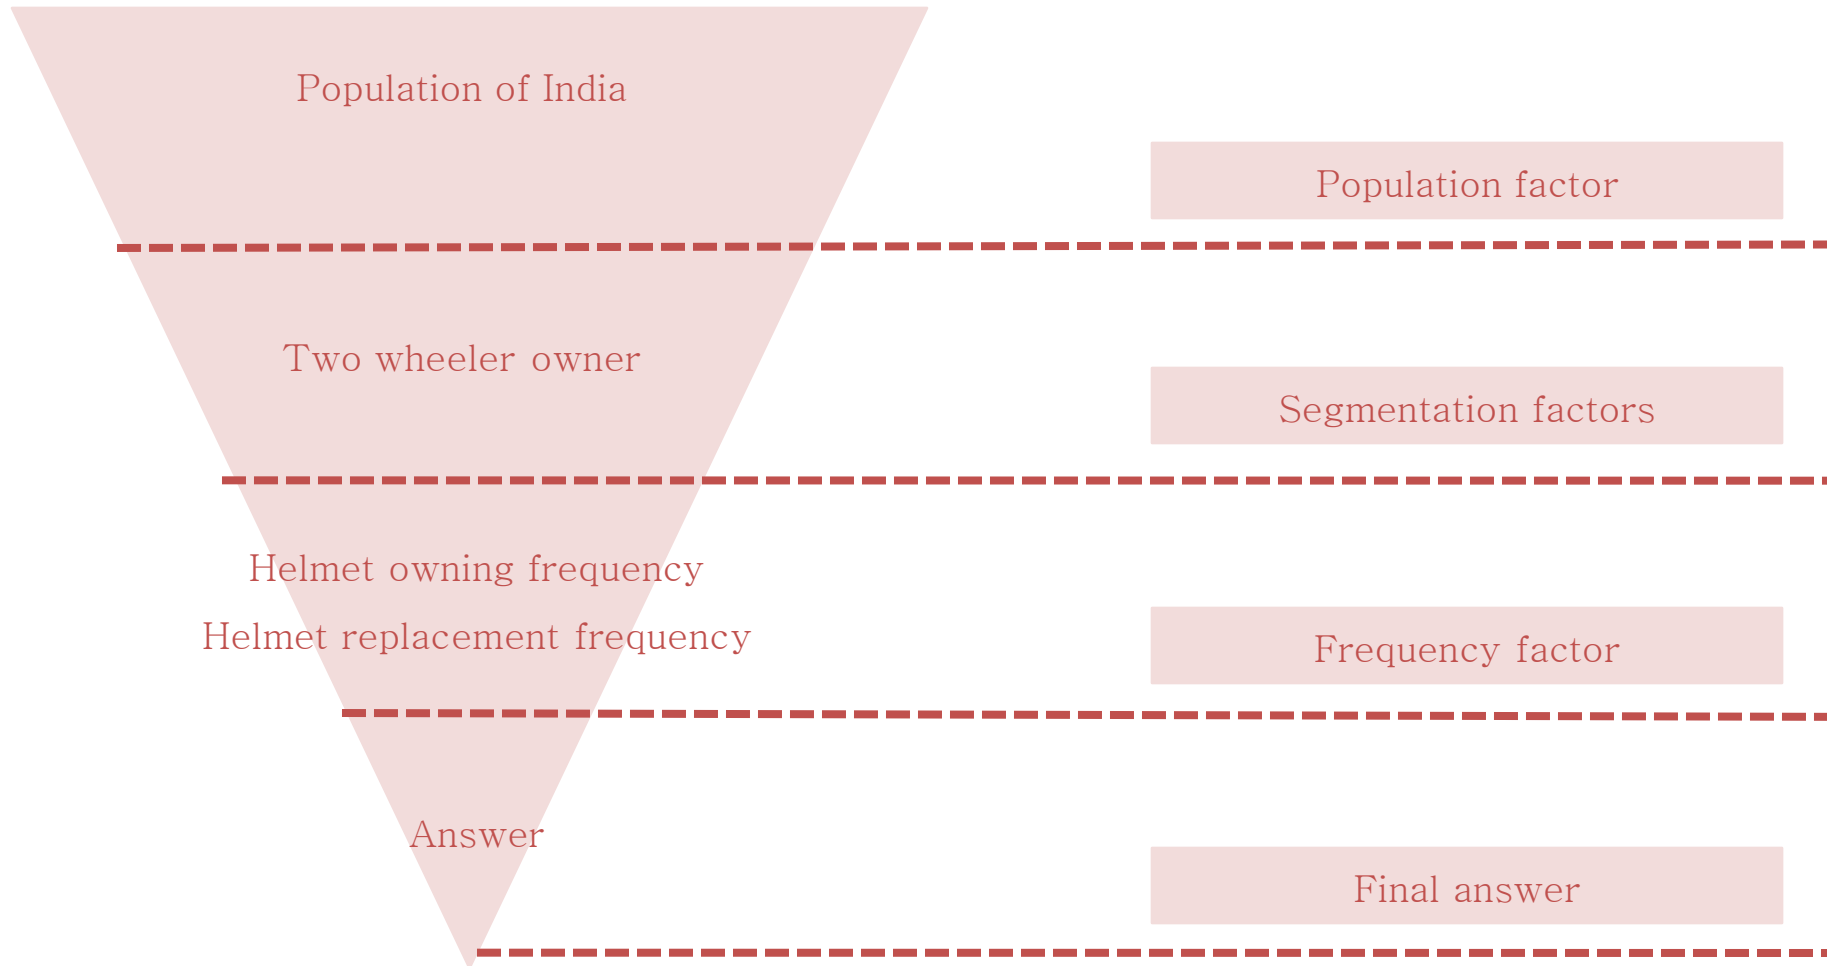 Population of India
Population factor
Two wheeler owner
Segmentation factors
Helmet owning frequency
Helmet replacement frequency
Frequency factor
Answer
Final answer